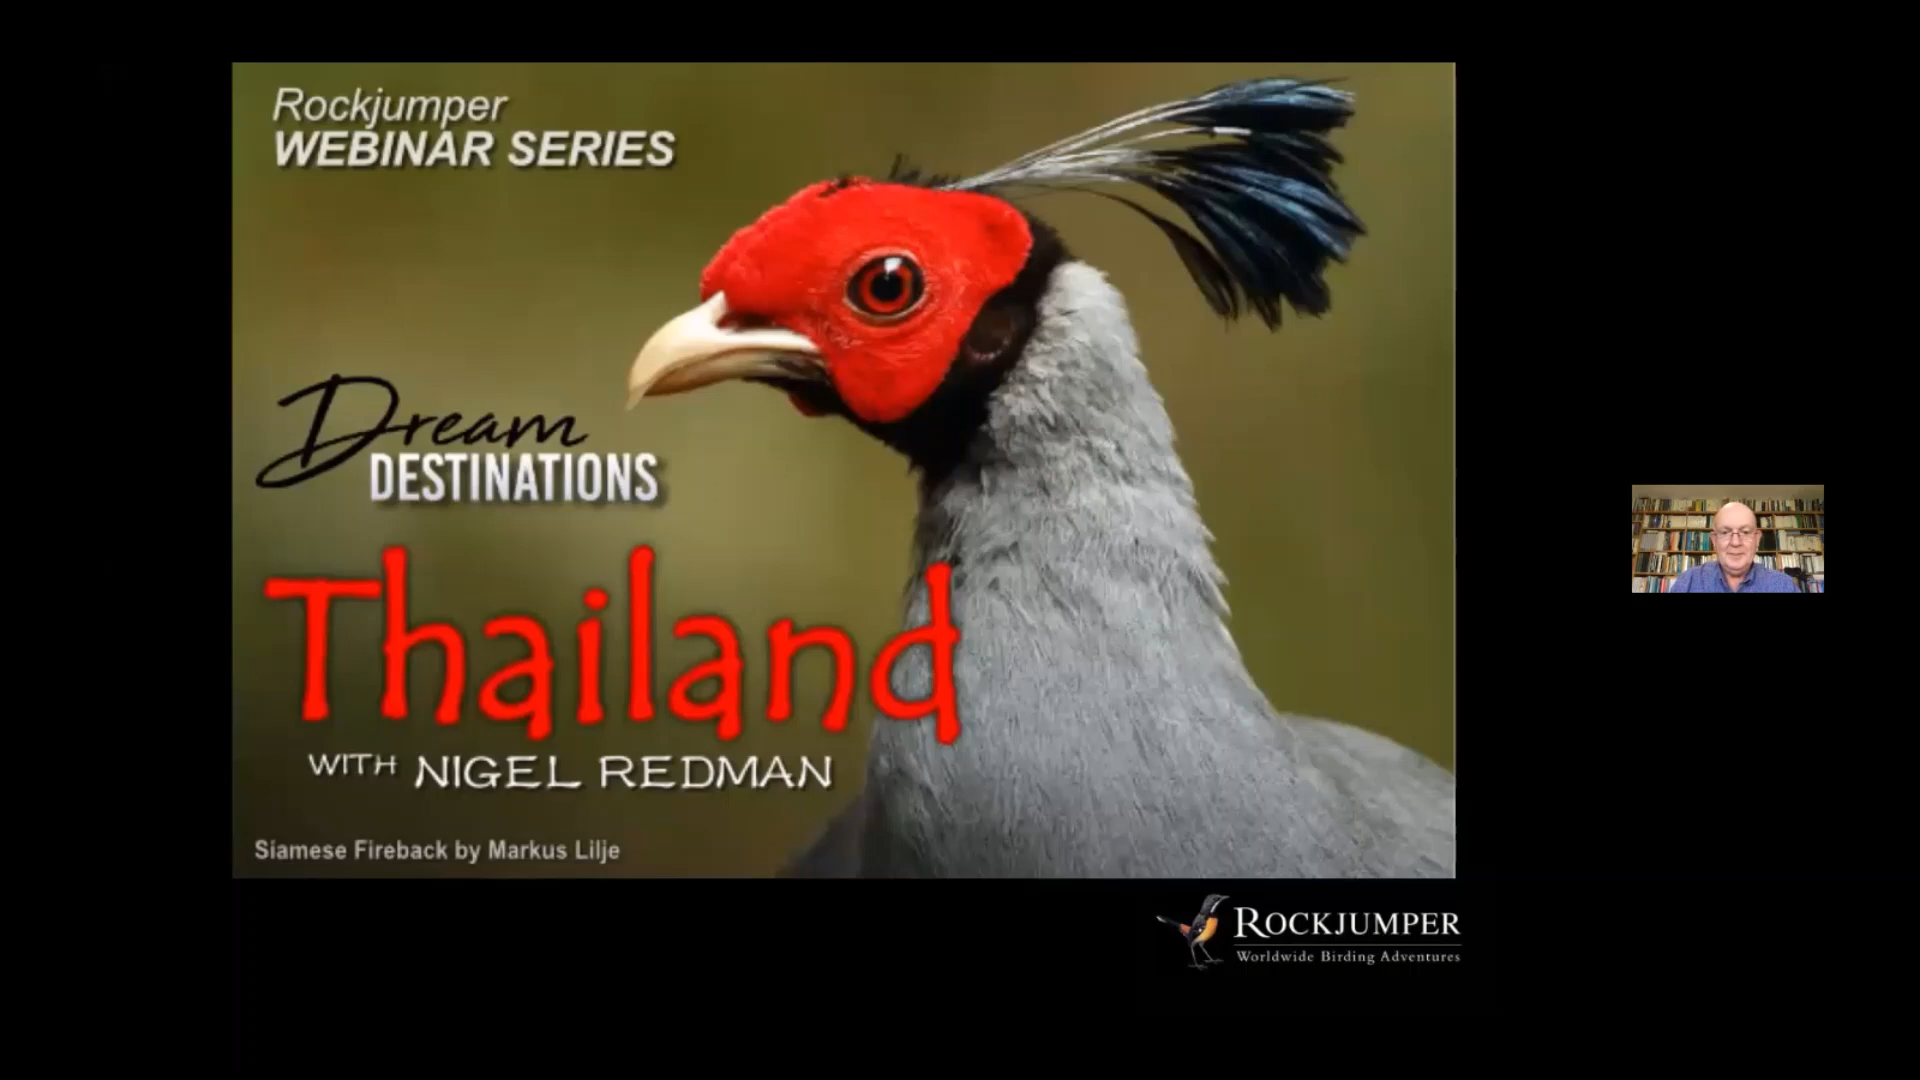 Rockjumper
WEBINAR SERIES
Dream
DESTINATIONS
Thailand
WITH NIGEL REDMAN
Siamese Fireback by Markus Lilje
ROCKJUMPER
Worldwide Birding Adventures